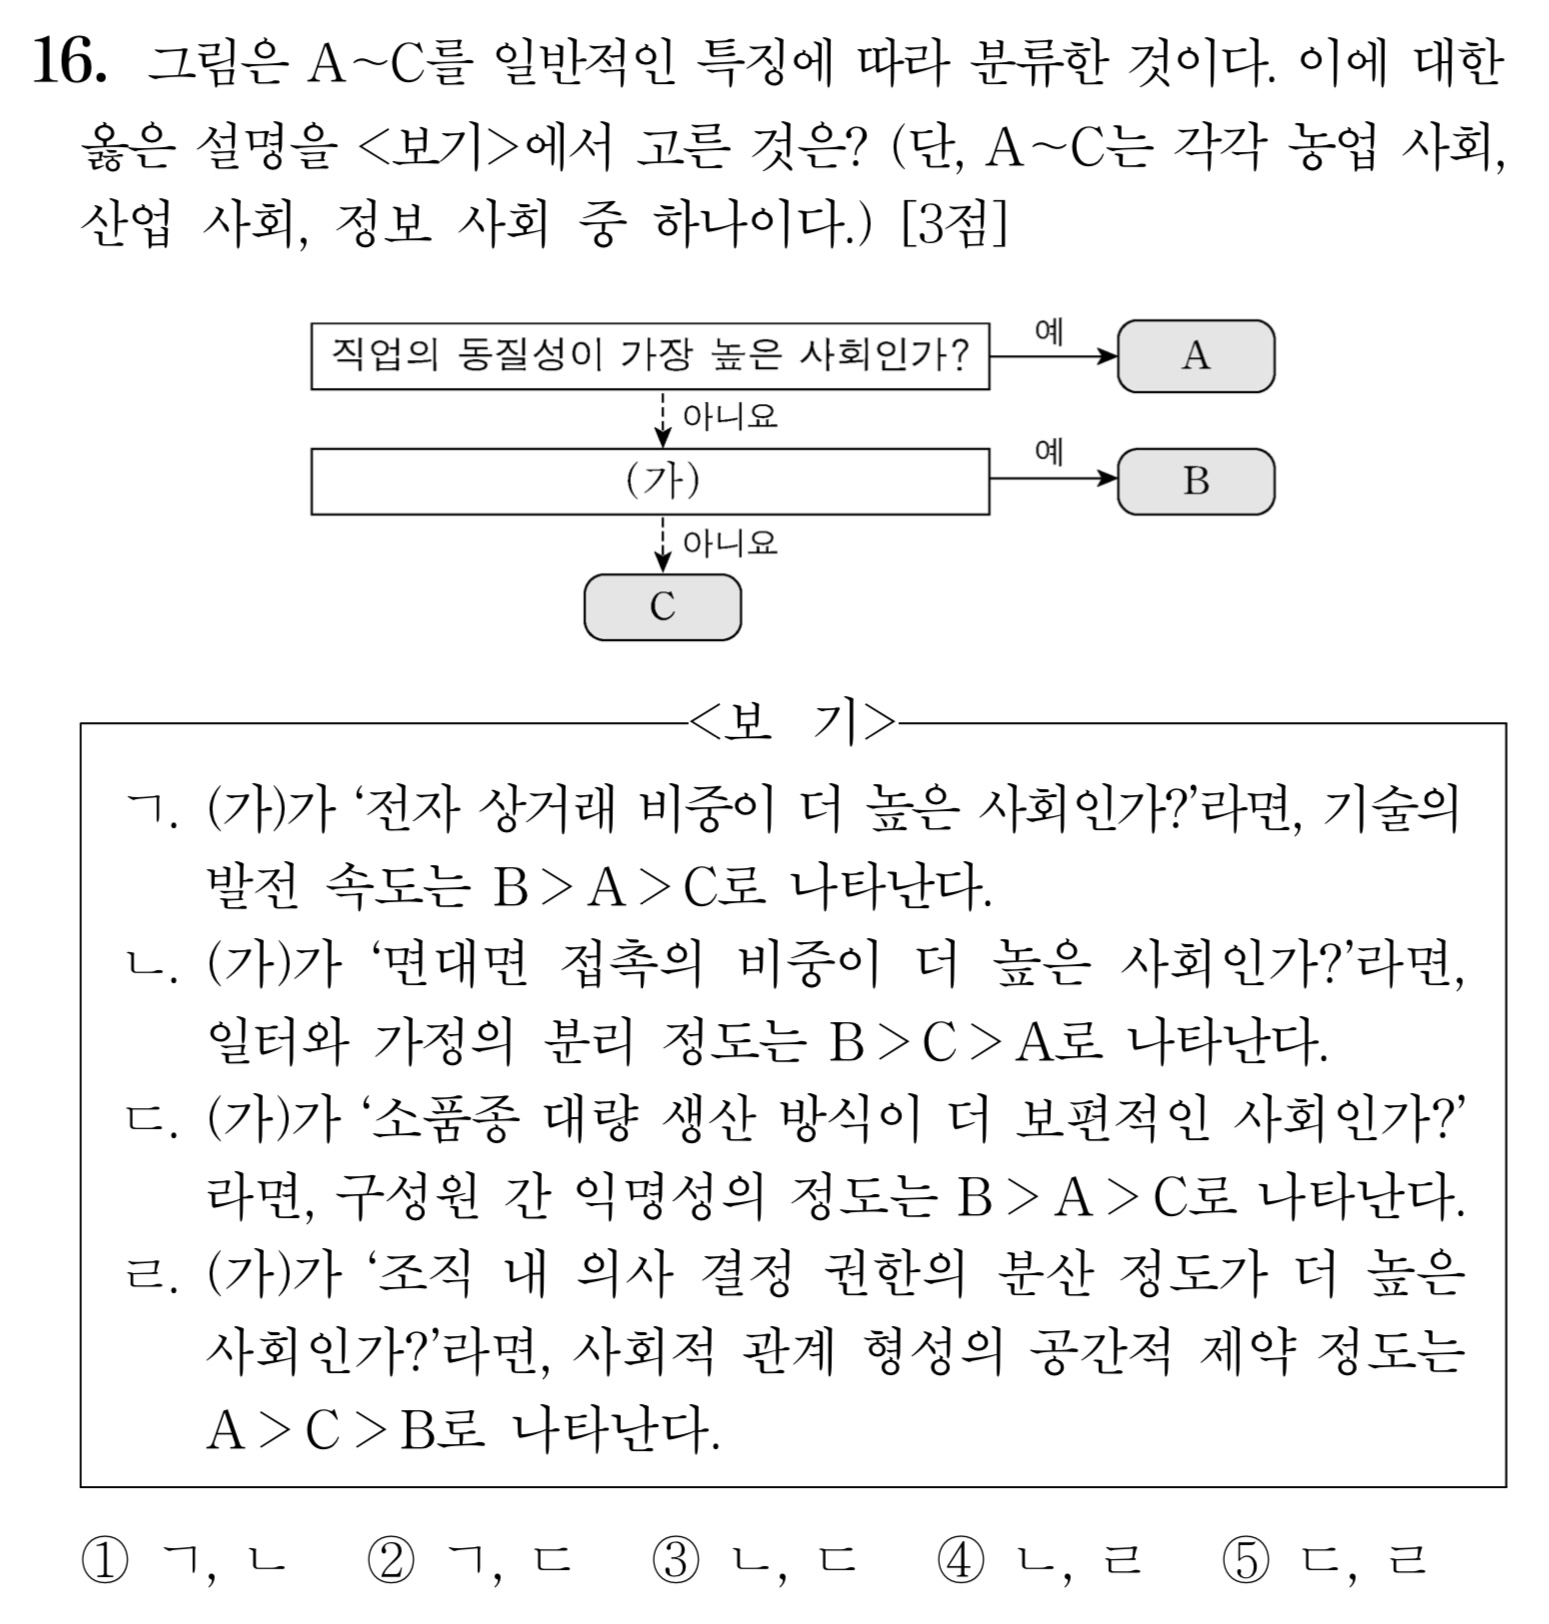 16. 그림은 A~C를 일반적인 특징에 따라 분류한 것이다. 이에 대한
옳은 설명을 <보기>에서 고른 것은? (단, A~C는 각각 농업 사회,
산업 사회, 정보 사회 중 하나이다.) [3점]
직업의 동질성이 가장 높은 사회인가?
예
A
아니요
(가)
예
B
아니요
C
<보 기>
ㄱ. (가)가 ‘전자 상거래 비중이 더 높은 사회인가?’라면, 기술의
발전 속도는 B>A>C로 나타난다.
ㄴ. (가)가 ‘면대면 접촉의 비중이 더 높은 사회인가?’라면,
일터와 가정의 분리 정도는 B>C>A로 나타난다.
ㄷ. (가)가 ‘소품종 대량 생산 방식이 더 보편적인 사회인가?’
라면, 구성원 간 익명성의 정도는 B>A>C로 나타난다.
ㄹ. (가)가 ‘조직 내 의사 결정 권한의 분산 정도가 더 높은
사회인가?’라면, 사회적 관계 형성의 공간적 제약 정도는
A>C>B로 나타난다.
① ㄱ, ㄴ ② ㄱ, ㄷ ③ ㄴ, ㄷ ④ ㄴ, ㄹ ⑤ ㄷ, ㄹ